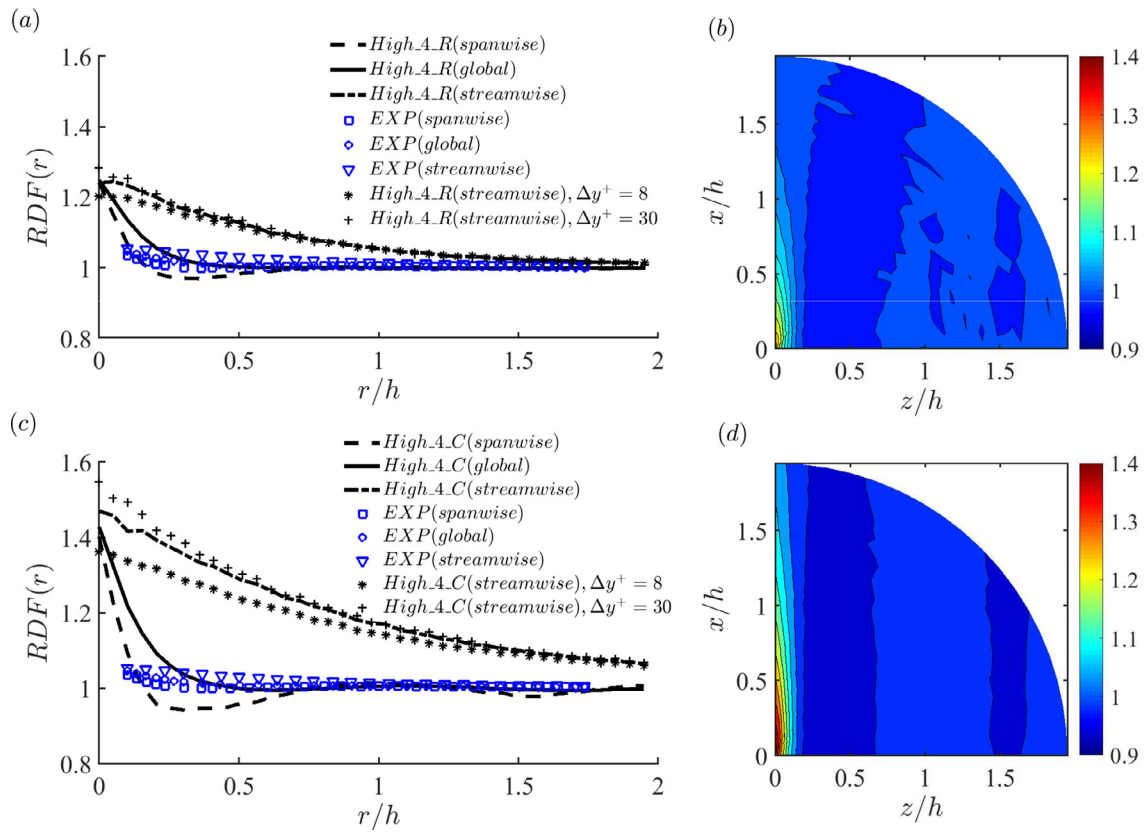 (a)
1.6
1.4
1.2
1.0
0.8
RDF(r)
0
0.5
1
1.5
2
r/h
High_4_R(spanwise)
High_4_R(global)
High_4_R(streamwise)
EXP(spanwise)
EXP(global)
EXP(streamwise)
High_4_R(streamwise), Δy⁺ = 8
High_4_R(streamwise), Δy⁺ = 30
(b)
1.5
1
0.5
0
x/h
0
0.5
1
1.5
z/h
1.4
1.3
1.2
1.1
1
0.9
(c)
1.6
1.4
1.2
1.0
0.8
RDF(r)
0
0.5
1
1.5
2
r/h
High_4_C(spanwise)
High_4_C(global)
High_4_C(streamwise)
EXP(spanwise)
EXP(global)
EXP(streamwise)
High_4_C(streamwise), Δy⁺ = 8
High_4_C(streamwise), Δy⁺ = 30
(d)
1.5
1
0.5
0
x/h
0
0.5
1
1.5
z/h
1.4
1.3
1.2
1.1
1
0.9